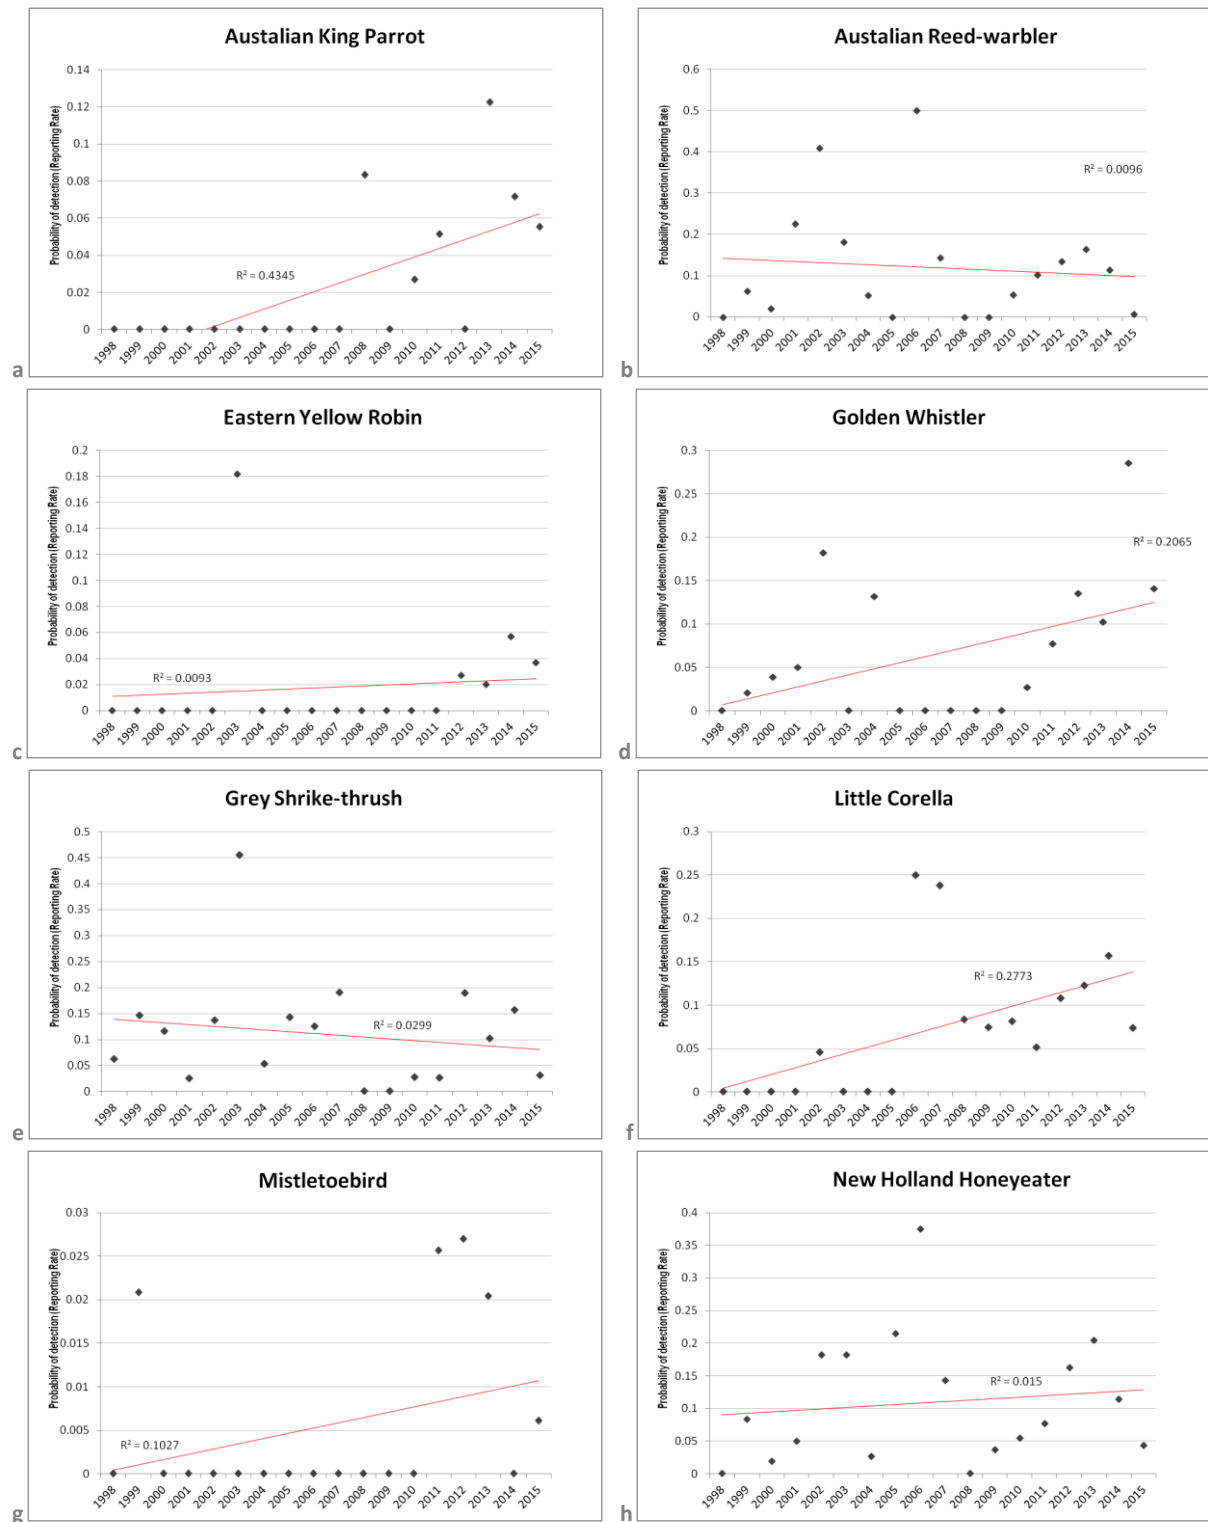 Austalian King Parrot
Probability of detection (Reporting Rate)
0.14
0.12
0.1
0.08
0.06
0.04
0.02
0
R² = 0.4345
1998 1999 2000 2001 2002 2003 2004 2005 2006 2007 2008 2009 2010 2011 2012 2013 2014 2015
a
Austalian Reed-warbler
Probability of detection (Reporting Rate)
0.6
0.5
0.4
0.3
0.2
0.1
0
R² = 0.0096
1998 1999 2000 2001 2002 2003 2004 2005 2006 2007 2008 2009 2010 2011 2012 2013 2014 2015
b
Eastern Yellow Robin
Probability of detection (Reporting Rate)
0.2
0.18
0.16
0.14
0.12
0.1
0.08
0.06
0.04
0.02
0
R² = 0.0093
1998 1999 2000 2001 2002 2003 2004 2005 2006 2007 2008 2009 2010 2011 2012 2013 2014 2015
c
Golden Whistler
Probability of detection (Reporting Rate)
0.3
0.25
0.2
0.15
0.1
0.05
0
R² = 0.2065
1998 1999 2000 2001 2002 2003 2004 2005 2006 2007 2008 2009 2010 2011 2012 2013 2014 2015
d
Grey Shrike-thrush
Probability of detection (Reporting Rate)
0.5
0.45
0.4
0.35
0.3
0.25
0.2
0.15
0.1
0.05
0
R² = 0.0299
1998 1999 2000 2001 2002 2003 2004 2005 2006 2007 2008 2009 2010 2011 2012 2013 2014 2015
e
Little Corella
Probability of detection (Reporting Rate)
0.3
0.25
0.2
0.15
0.1
0.05
0
R² = 0.2773
1998 1999 2000 2001 2002 2003 2004 2005 2006 2007 2008 2009 2010 2011 2012 2013 2014 2015
f
Mistletoebird
Probability of detection (Reporting Rate)
0.03
0.025
0.02
0.015
0.01
0.005
0
R² = 0.1027
1998 1999 2000 2001 2002 2003 2004 2005 2006 2007 2008 2009 2010 2011 2012 2013 2014 2015
g
New Holland Honeyeater
Probability of detection (Reporting Rate)
0.4
0.35
0.3
0.25
0.2
0.15
0.1
0.05
0
R² = 0.015
1998 1999 2000 2001 2002 2003 2004 2005 2006 2007 2008 2009 2010 2011 2012 2013 2014 2015
h